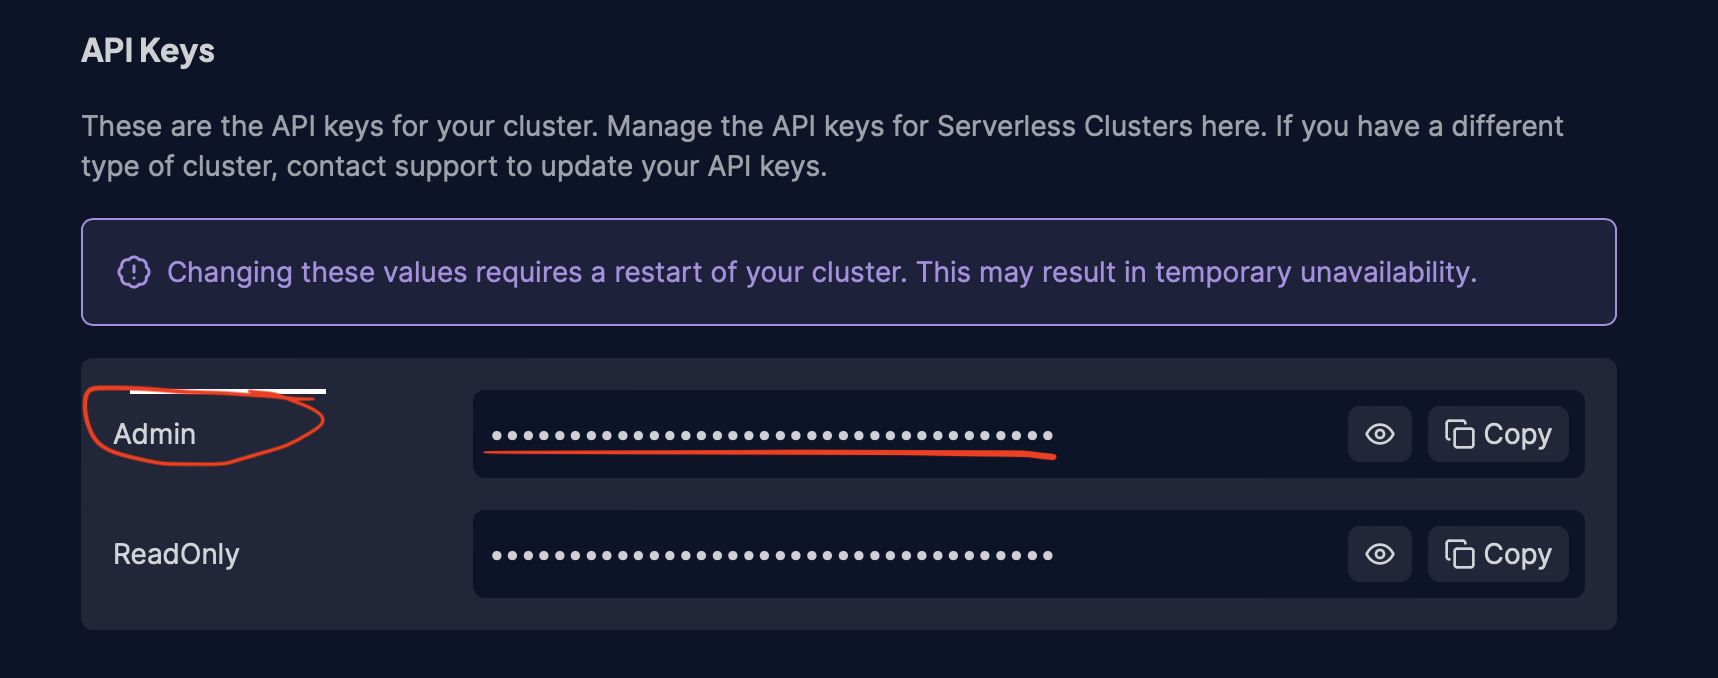 API Keys
These are the API keys for your cluster. Manage the API keys for Serverless Clusters here. If you have a different
type of cluster, contact support to update your API keys.
Changing these values requires a restart of your cluster. This may result in temporary unavailability.
Admin
Copy
ReadOnly
Copy